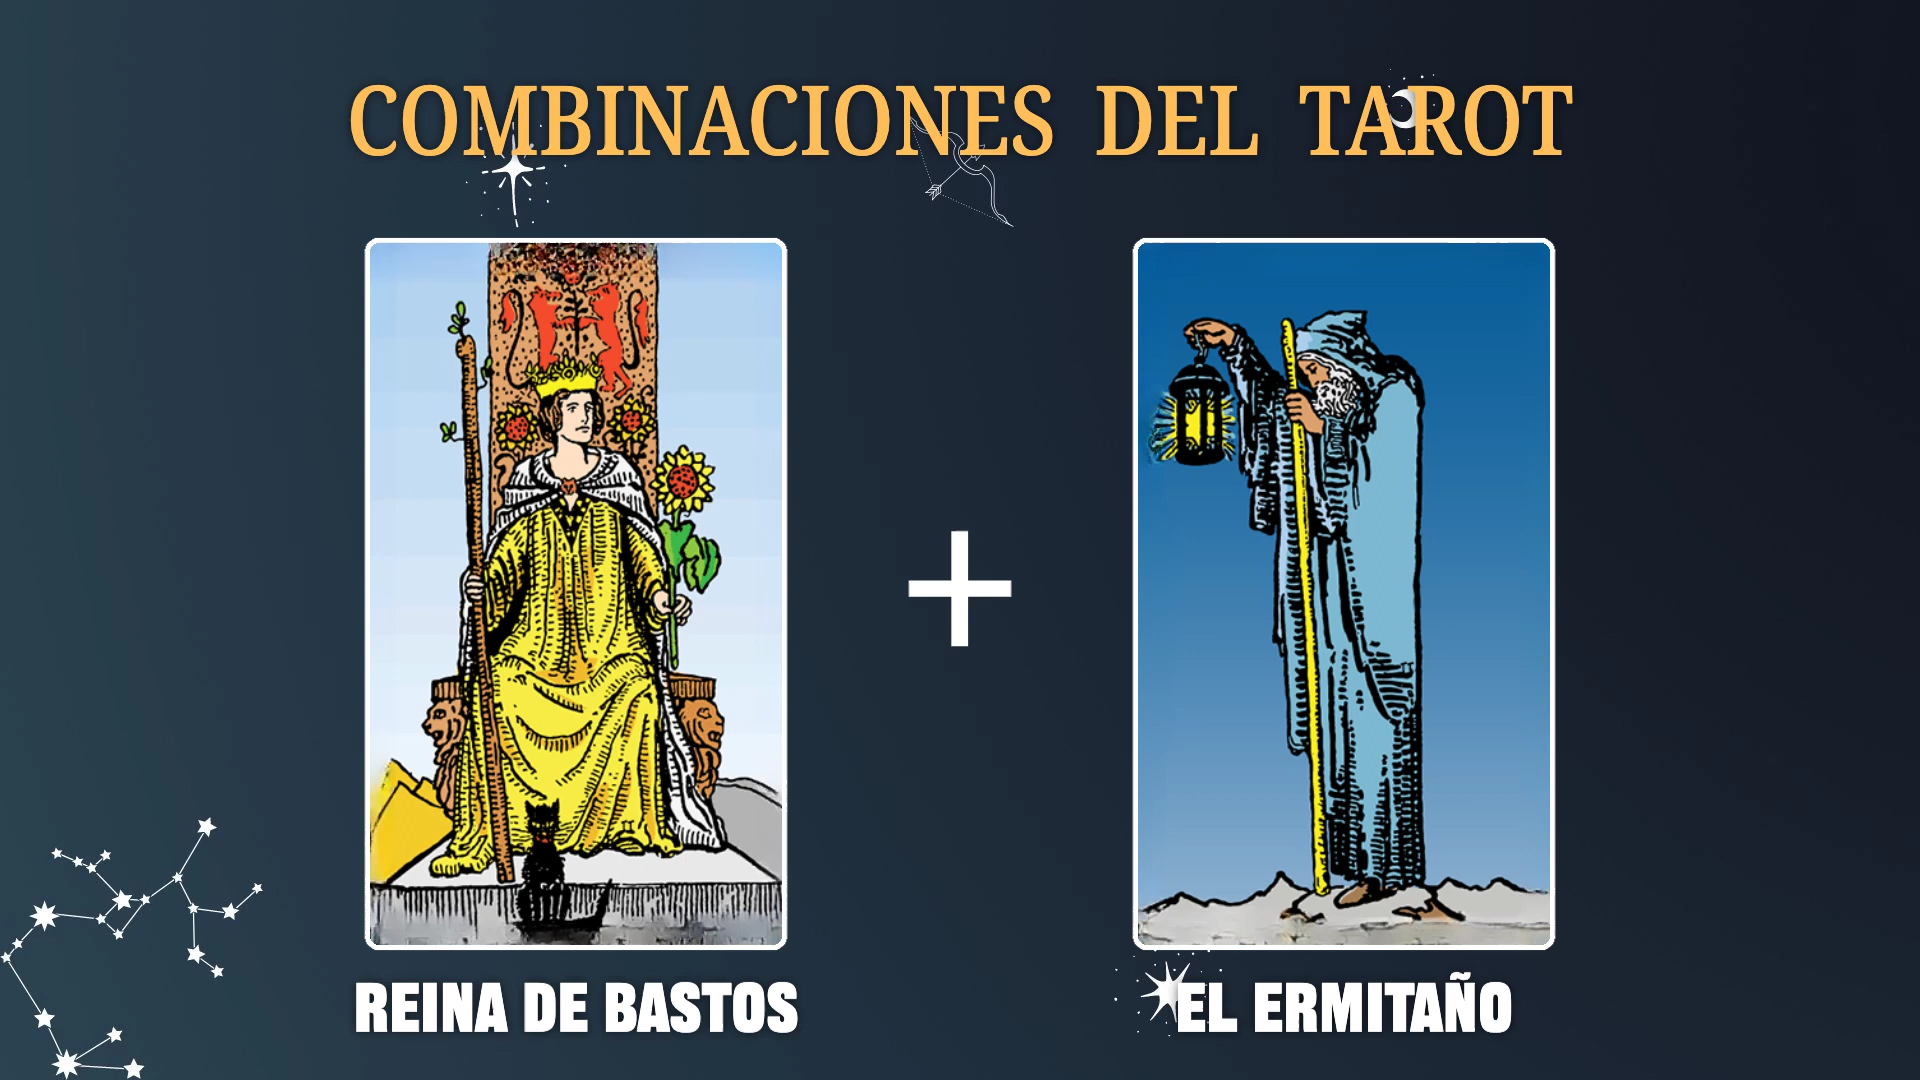 COMBINACIONES DEL TAROT
REINA DE BASTOS
EL ERMITAÑO